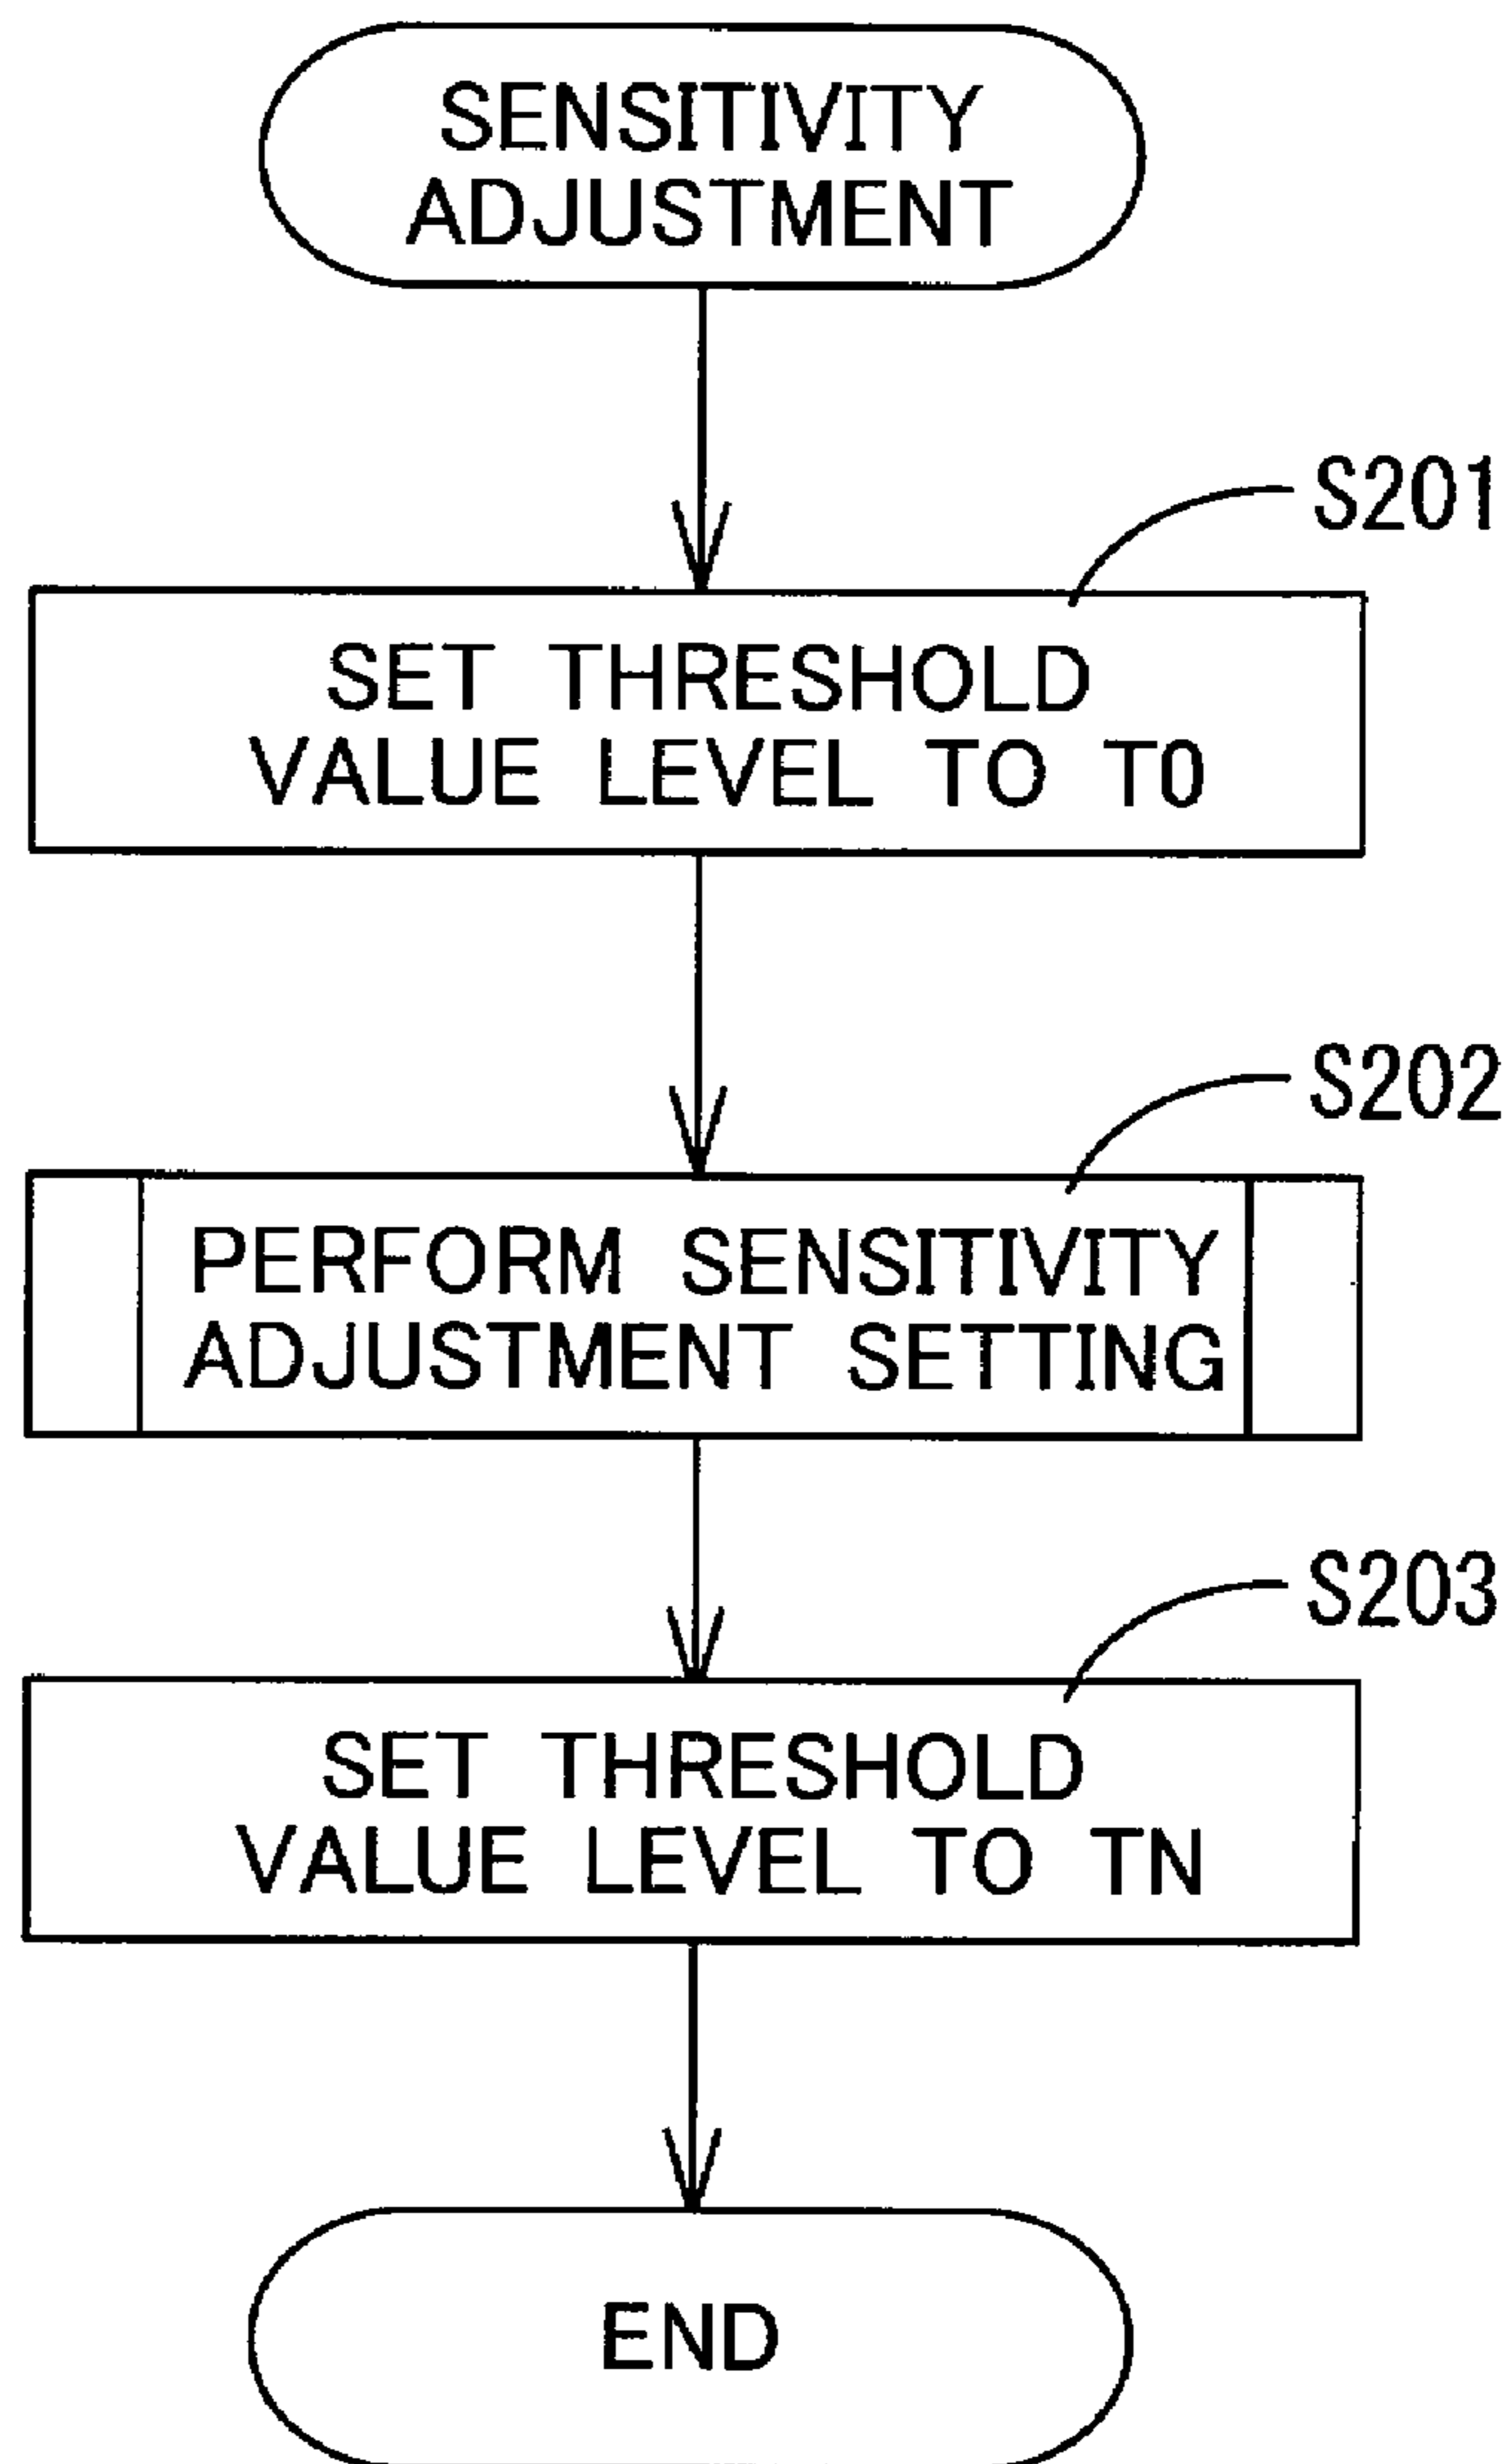 SENSITIVITY
ADJUSTMENT
S201
SET THRESHOLD
VALUE LEVEL TO T0
S202
PERFORM SENSITIVITY
ADJUSTMENT SETTING
S203
SET THRESHOLD
VALUE LEVEL TO TN
END